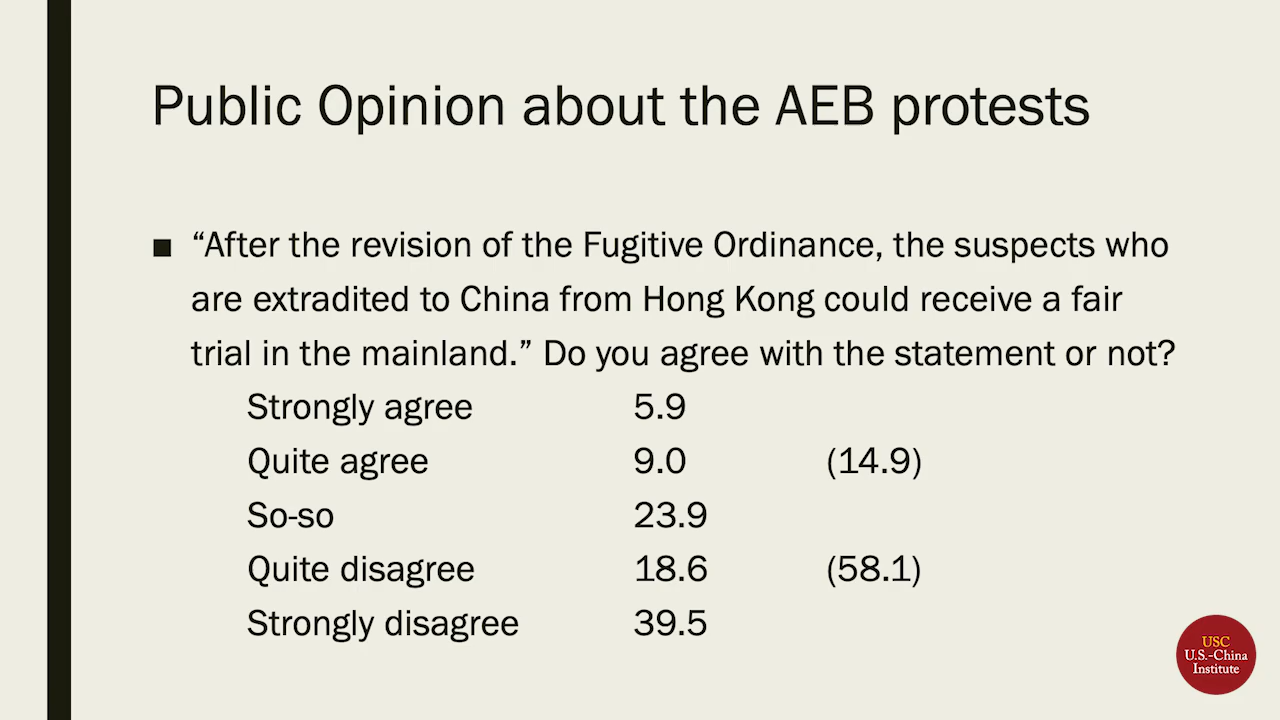 Public Opinion about the AEB protests
■ “After the revision of the Fugitive Ordinance, the suspects who
are extradited to China from Hong Kong could receive a fair
trial in the mainland.” Do you agree with the statement or not?
Strongly agree 5.9
Quite agree 9.0 (14.9)
So-so 23.9
Quite disagree 18.6 (58.1)
Strongly disagree 39.5
USC
U.S.-China
Institute